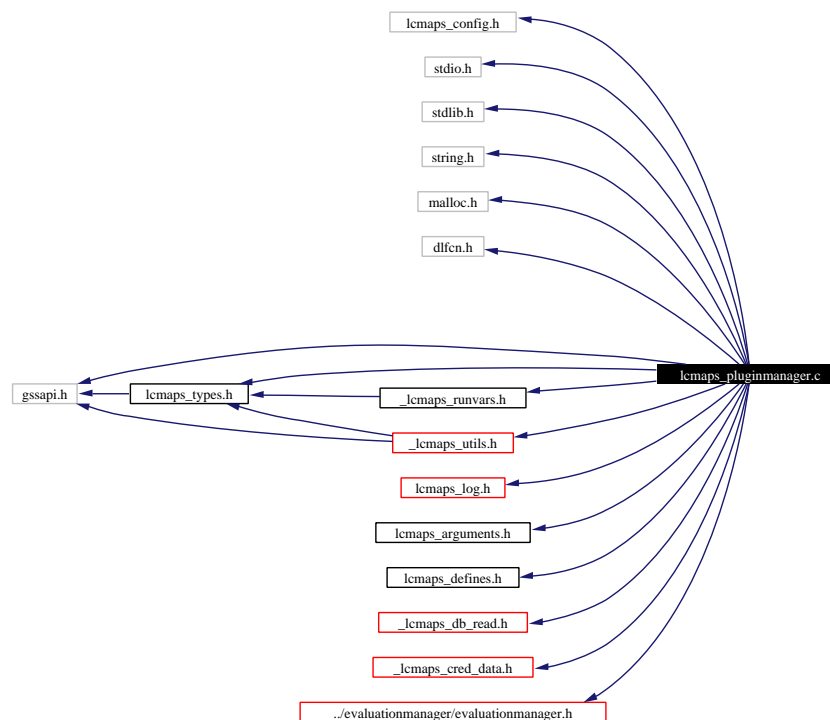 lcmaps_config.h
stdio.h
stdlib.h
string.h
malloc.h
dlfcn.h
lcmaps_pluginmanager.c
gssapi.h
lcmaps_types.h
_lcmaps_runvars.h
_lcmaps_utils.h
lcmaps_log.h
lcmaps_arguments.h
lcmaps_defines.h
_lcmaps_db_read.h
_lcmaps_cred_data.h
../evaluationmanager/evaluationmanager.h